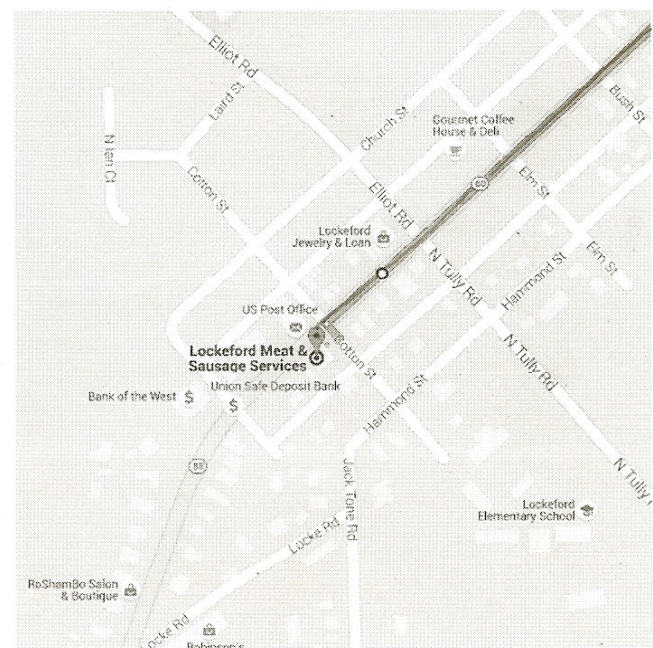 Elliot Rd
Laird St
Church St
Bush St
N Ian Ct
Gourmet Coffee
House & Deli
88
Cotton St
Elliot Rd
Elm St
Lockeford
Jewelry & Loan
N Tully Rd
Hammond St
Elm St
US Post Office
Lockeford Meat &
Sausage Services
Cotton St
N Tully Rd
Bank of the West
$
Union Safe Deposit Bank
$
Hammond St
88
Jack Tone Rd
N Tully
Lockeford
Elementary School
Locke Rd
RoShamBo Salon
& Boutique
Locke Rd
Robinson's